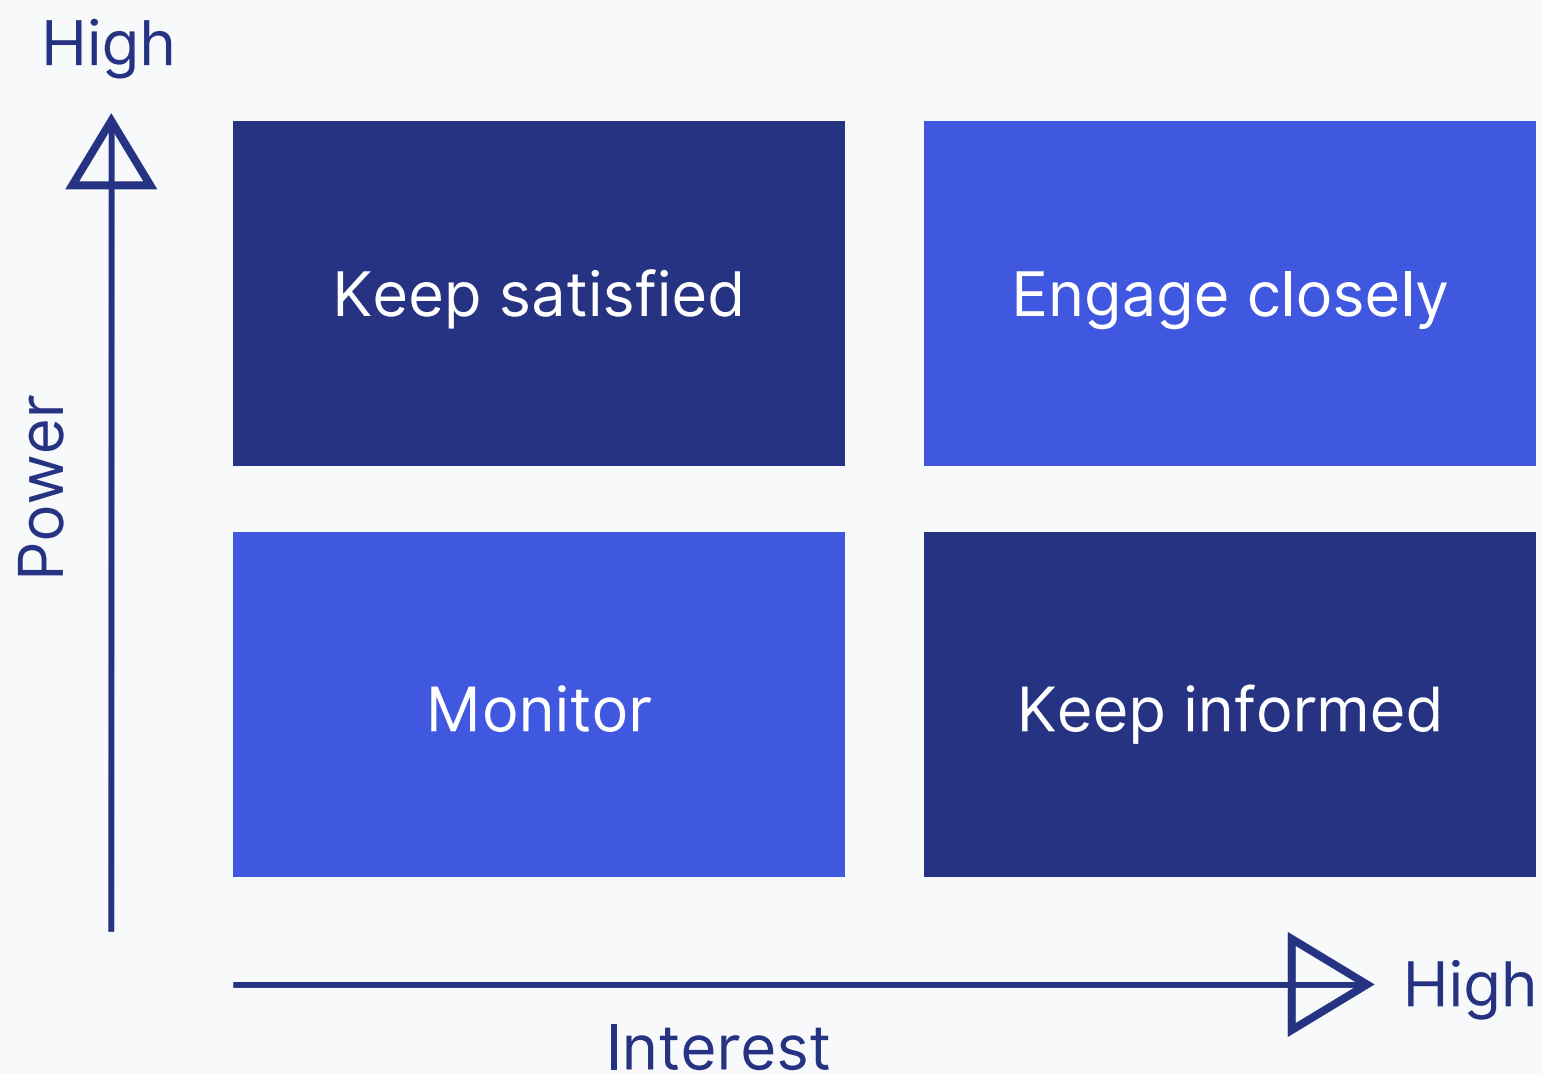 High
Keep satisfied
Engage closely
Power
Monitor
Keep informed
High
Interest